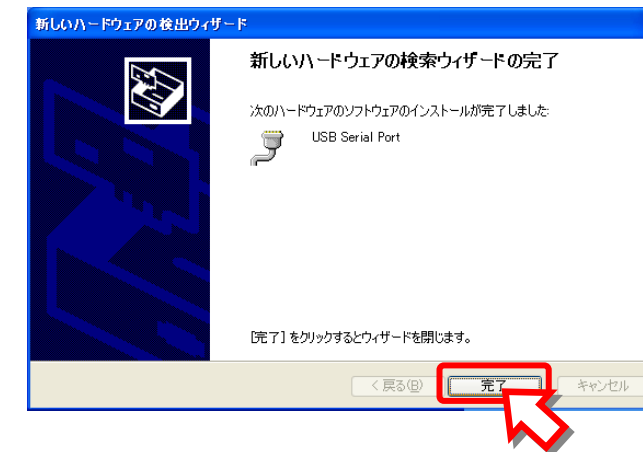 新しいハードウェアの検出ウィザード
新しいハードウェアの検索ウィザードの完了
次のハードウェアのソフトウェアのインストールが完了しました:
USB Serial Port
[完了] をクリックするとウィザードを閉じます。
< 戻る(B) 完了 キャンセル